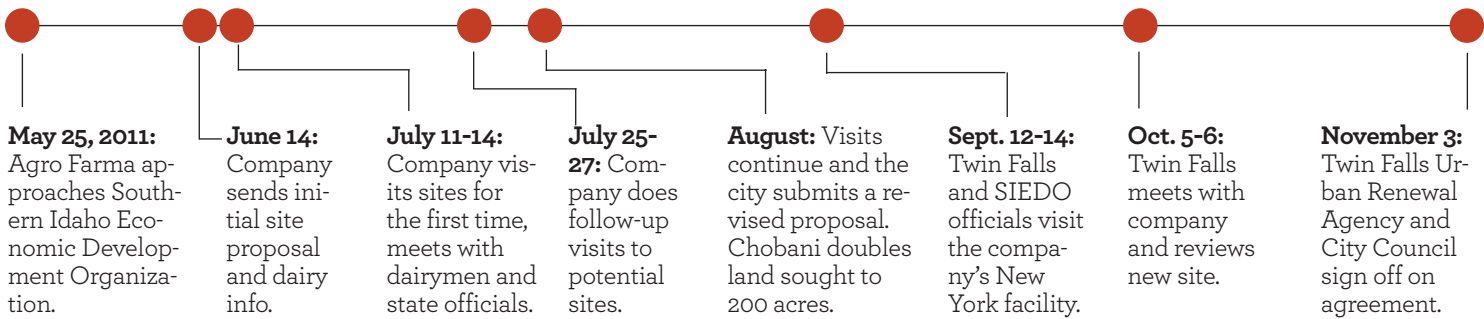 May 25, 2011:
Agro Farma ap-
proaches South-
ern Idaho Eco-
nomic Develop-
ment Organiza-
tion.
June 14:
Company
sends ini-
tial site
proposal
and dairy
info.
July 11-14:
Company vis-
its sites for
the first time,
meets with
dairymen and
state officials.
July 25-
27: Com-
pany does
follow-up
visits to
potential
sites.
August: Visits
continue and the
city submits a re-
vised proposal.
Chobani doubles
land sought to
200 acres.
Sept. 12-14:
Twin Falls
and SIEDO
officials visit
the compa-
ny's New
York facility.
Oct. 5-6:
Twin Falls
meets with
company
and reviews
new site.
November 3:
Twin Falls Ur-
ban Renewal
Agency and
City Council
sign off on
agreement.